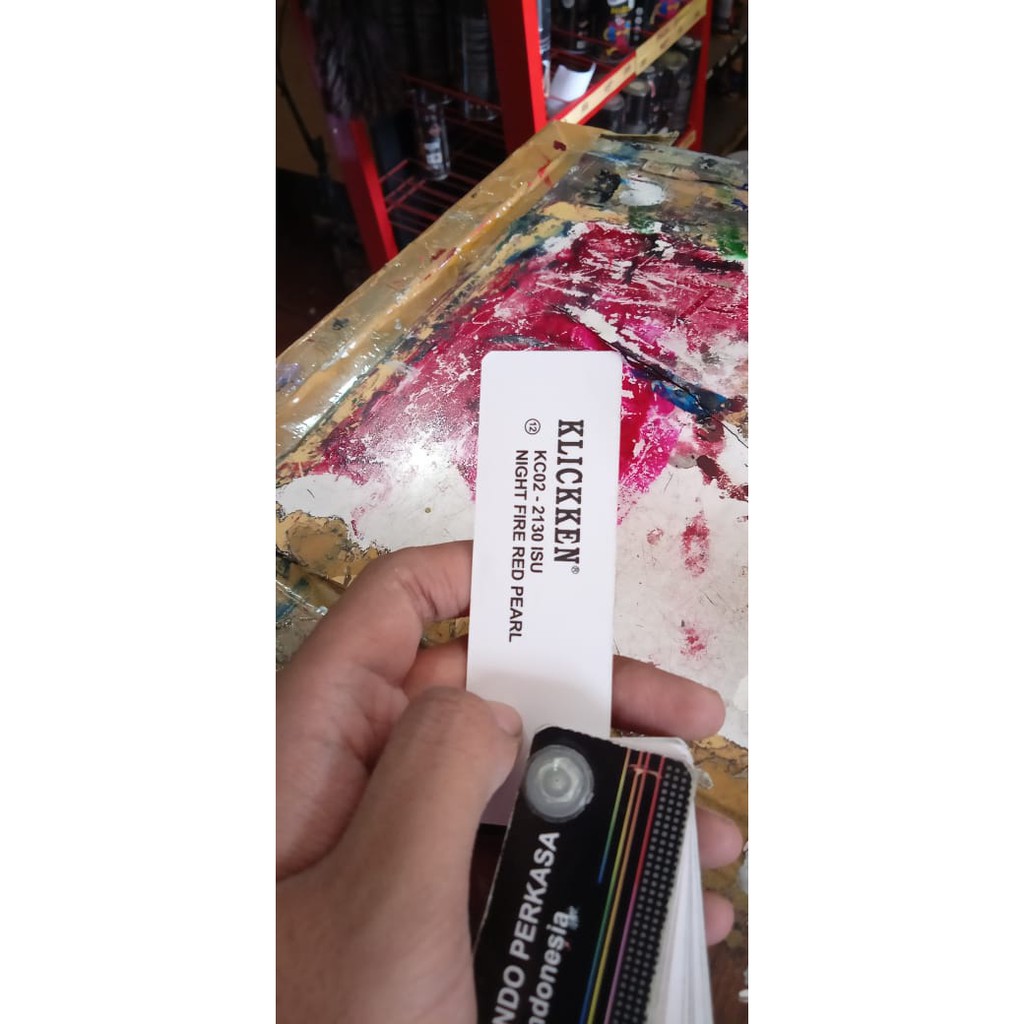 KLICKKEN®
KC02 - 2130 ISU
12 NIGHT FIRE RED PEARL
NDO PERKASA
ndonesia